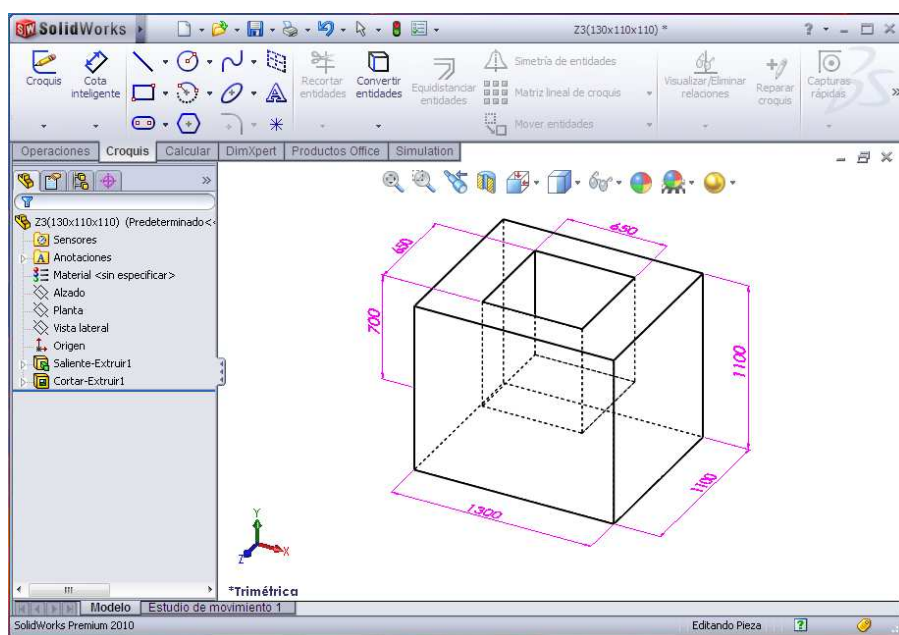 SolidWorks
Z3(130x110x110) *
Croquis
Cota inteligente
Recortar entidades
Convertir entidades
Equidistanciar entidades
Simetría de entidades
Matriz lineal de croquis
Mover entidades
Visualizar/Eliminar relaciones
Reparar croquis
Capturas rápidas
Operaciones Croquis Calcular DimXpert Productos Office Simulation
Z3(130x110x110) (Predeterminado<<
Sensores
Anotaciones
Material <sin especificar>
Alzado
Planta
Vista lateral
Origen
Saliente-Extruir1
Cortar-Extruir1
650
650
700
1100
1100
1300
Y
X
Z
*Trimétrica
Modelo Estudio de movimiento 1
SolidWorks Premium 2010 Editando Pieza